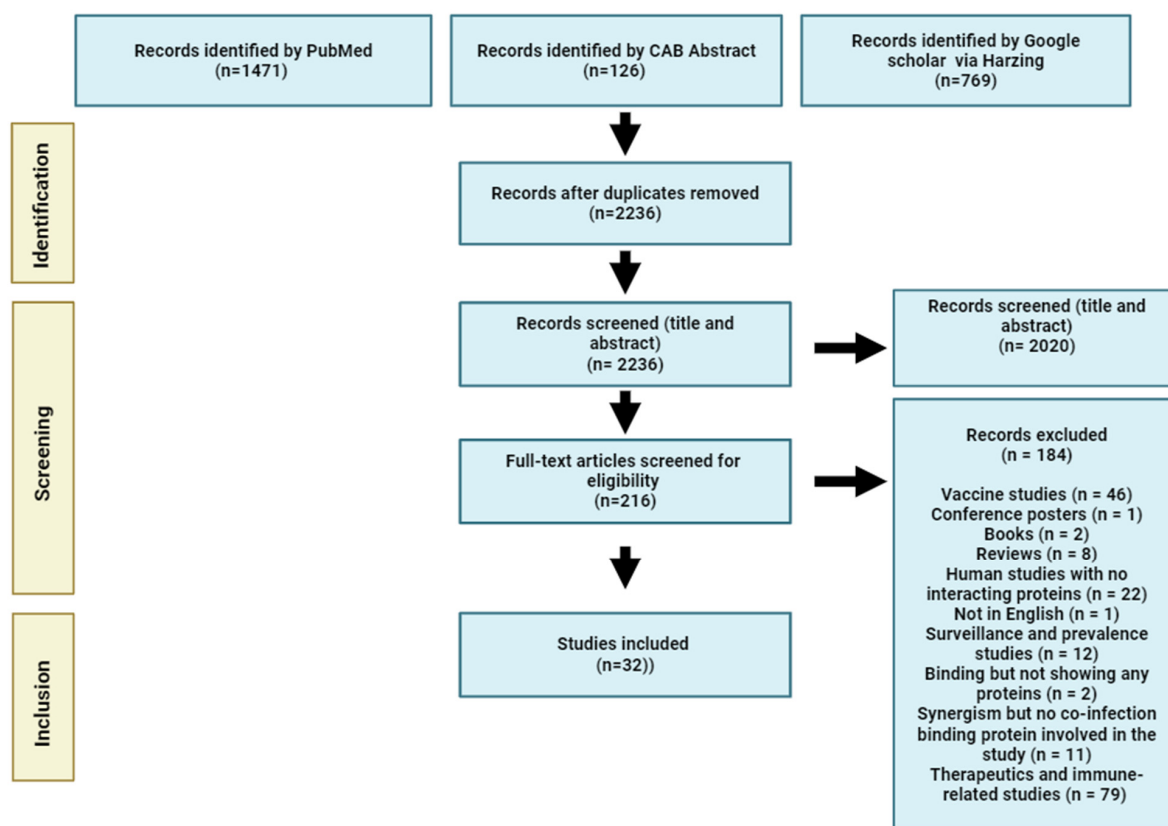 Records identified by PubMed
(n=1471)
Records identified by CAB Abstract
(n=126)
Records identified by Google
scholar via Harzing
(n=769)
Identification
Records after duplicates removed
(n=2236)
Screening
Records screened (title and
abstract)
(n= 2236)
Records screened (title and
abstract)
(n= 2020)
Full-text articles screened for
eligibility
(n=216)
Records excluded
(n = 184)
Vaccine studies (n = 46)
Conference posters (n = 1)
Books (n = 2)
Reviews (n = 8)
Human studies with no
interacting proteins (n = 22)
Not in English (n = 1)
Surveillance and prevalence
studies (n = 12)
Binding but not showing any
proteins (n = 2)
Synergism but no co-infection
binding protein involved in the
study (n = 11)
Therapeutics and immune-
related studies (n = 79)
Inclusion
Studies included
(n=32))